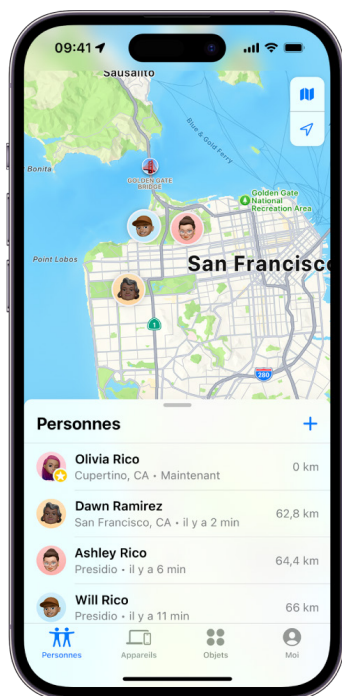 09:41
Sausalito
Blue & Gold Ferry
Bonita
GOLDEN GATE
BRIDGE
Golden Gate
National
Recreation Area
Point Lobos
San Francisco
1
280
Personnes
Olivia Rico
Cupertino, CA • Maintenant
0 km
Dawn Ramirez
San Francisco, CA • il y a 2 min
62,8 km
Ashley Rico
Presidio • il y a 6 min
64,4 km
Will Rico
Presidio • il y a 11 min
66 km
Personnes
Appareils
Objets
Moi